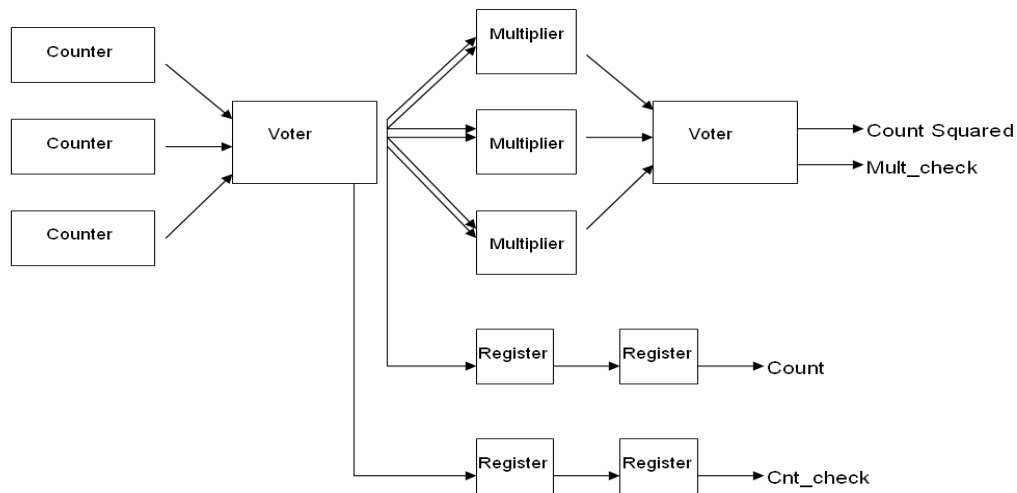 Counter
Counter
Counter
Voter
Multiplier
Multiplier
Multiplier
Voter
Count Squared
Mult_check
Register
Register
Count
Register
Register
Cnt_check